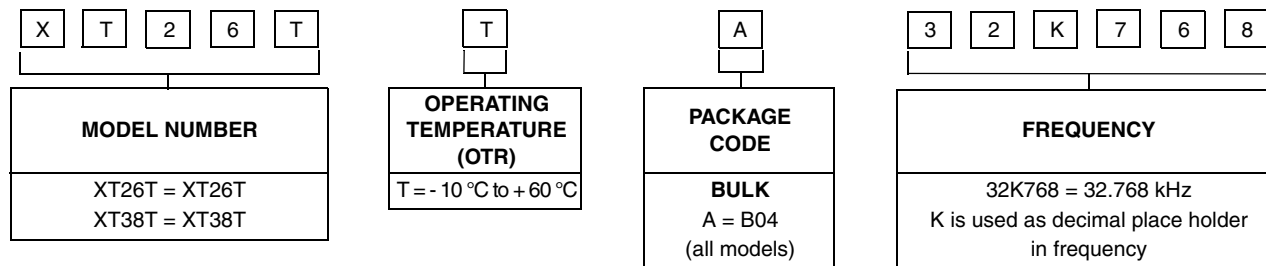 X T 2 6 T T A 3 2 K 7 6 8
MODEL NUMBER
XT26T = XT26T
XT38T = XT38T
OPERATING
TEMPERATURE
(OTR)
T = - 10 °C to + 60 °C
PACKAGE
CODE
BULK
A = B04
(all models)
FREQUENCY
32K768 = 32.768 kHz
K is used as decimal place holder
in frequency